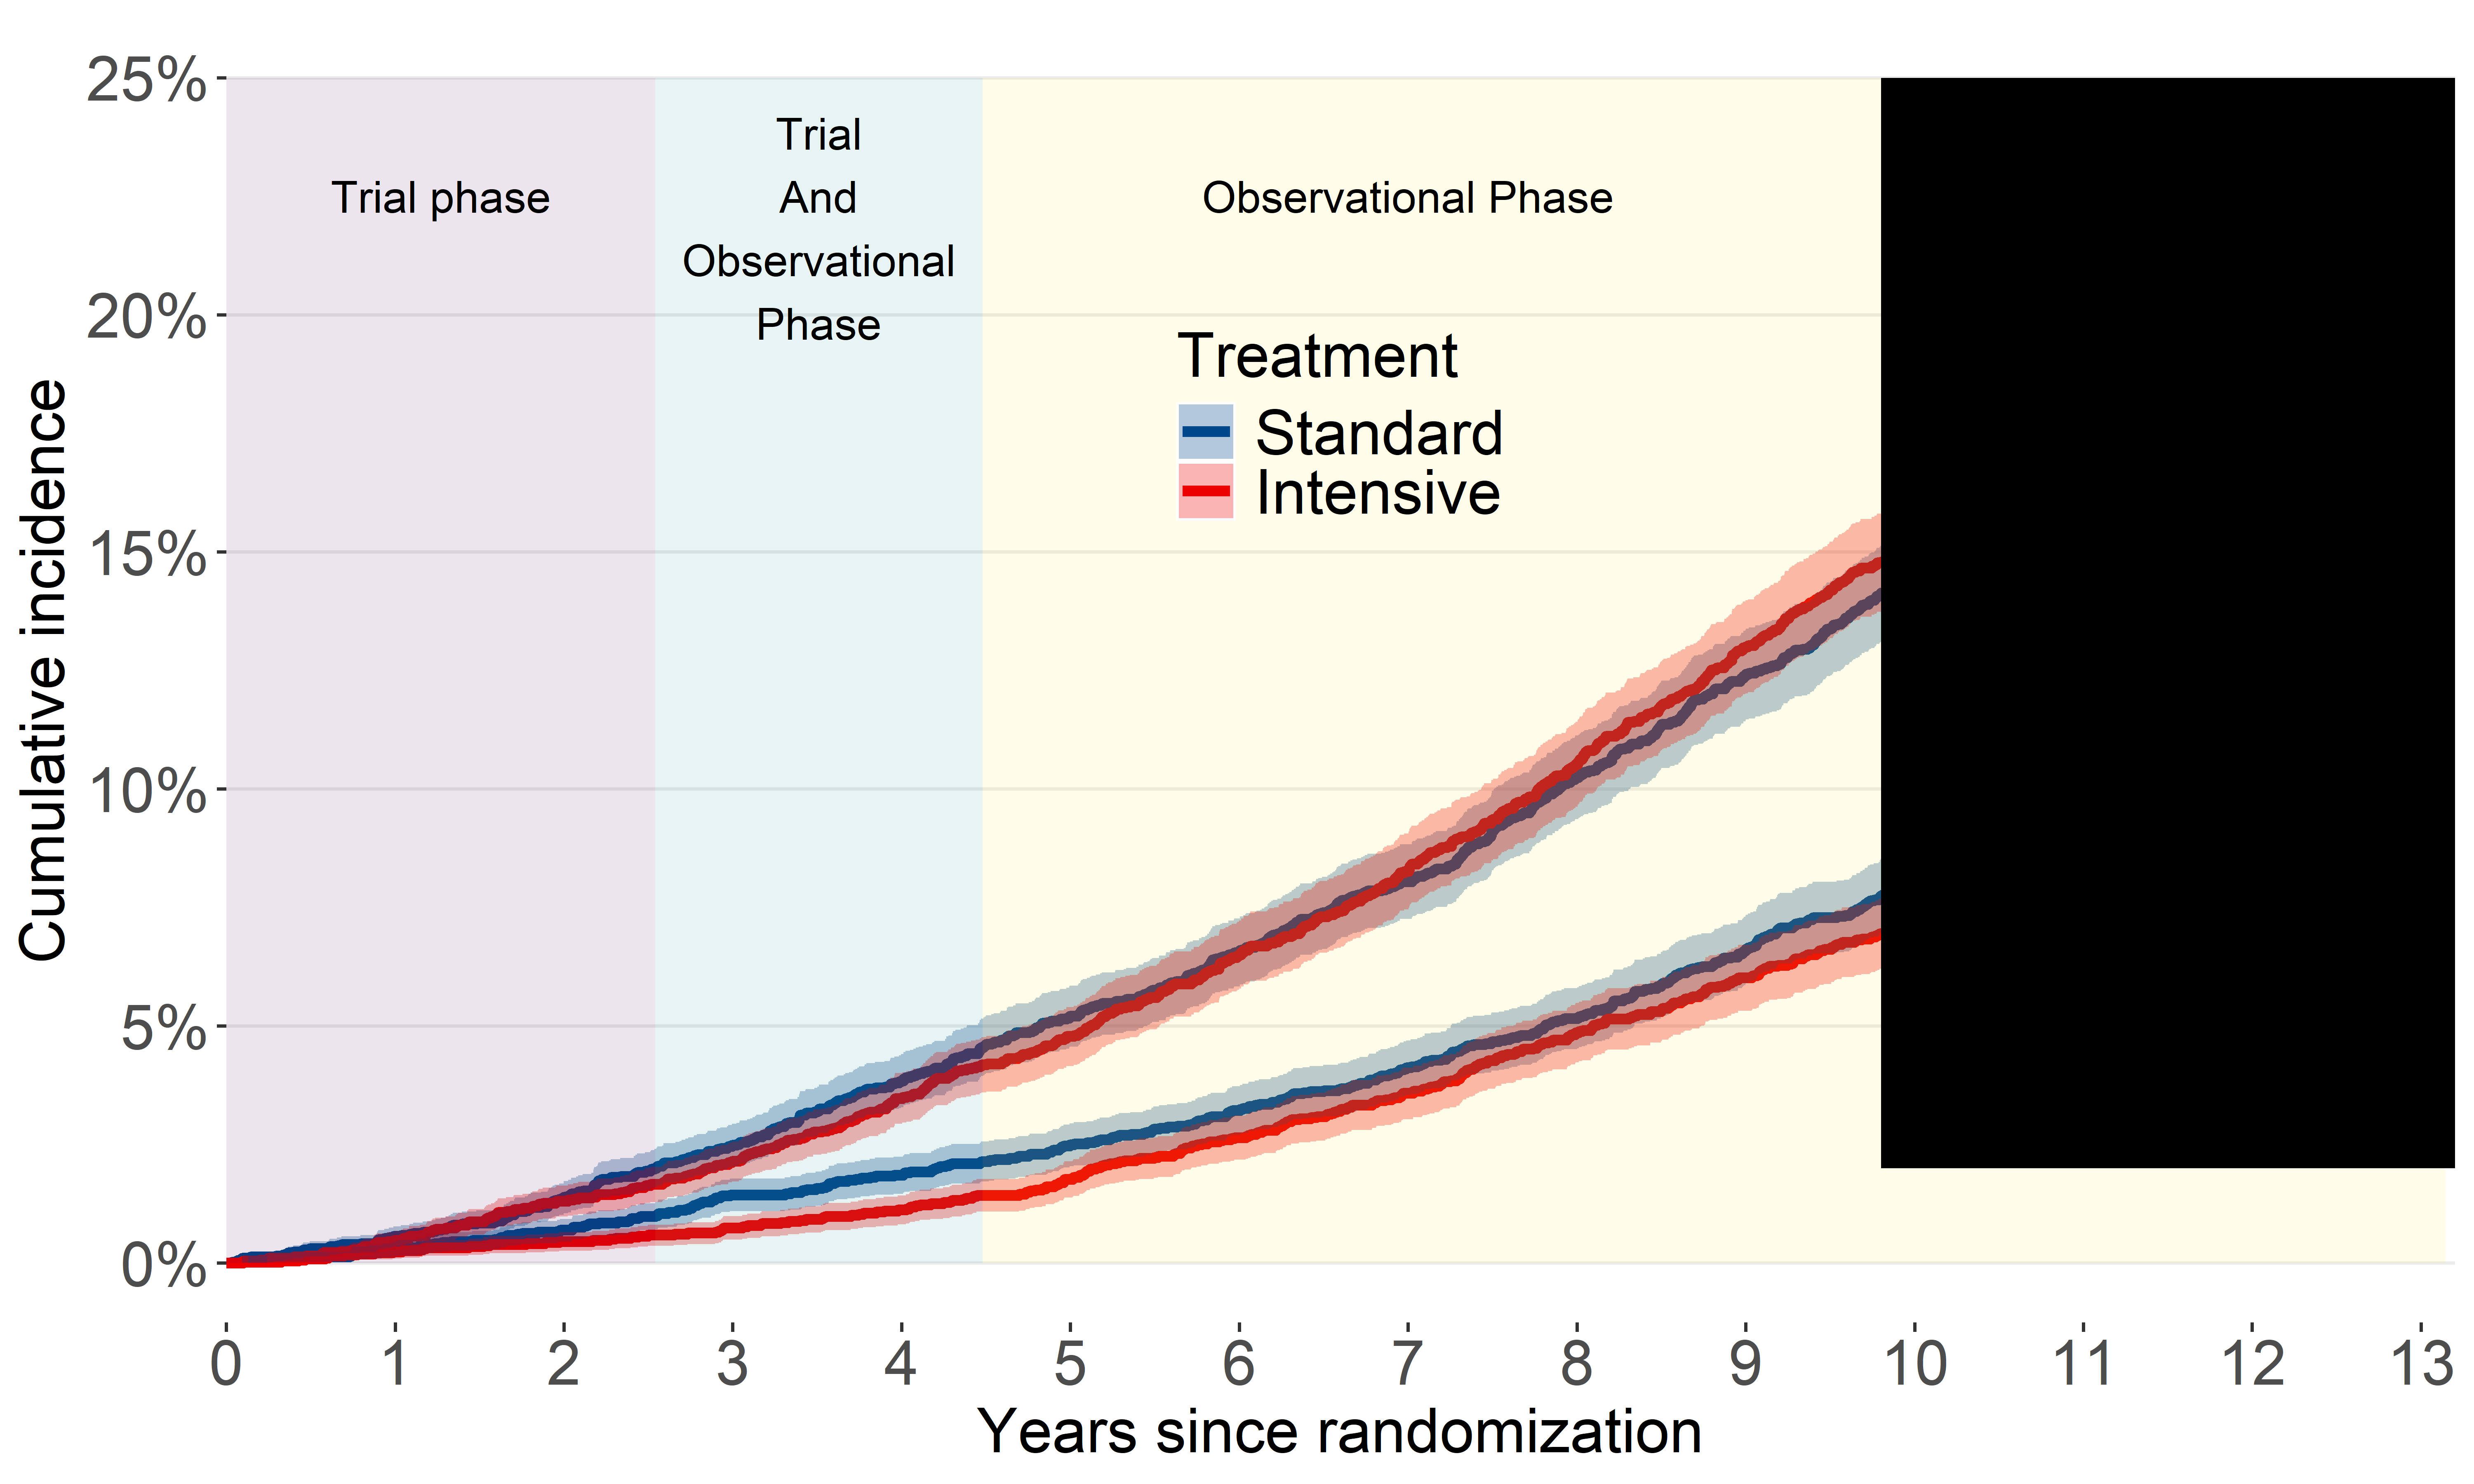 25%
20%
15%
10%
5%
0%
Cumulative incidence
Trial phase
Trial
And
Observational
Phase
Observational Phase
Treatment
Standard
Intensive
0 1 2 3 4 5 6 7 8 9 10 11 12 13
Years since randomization